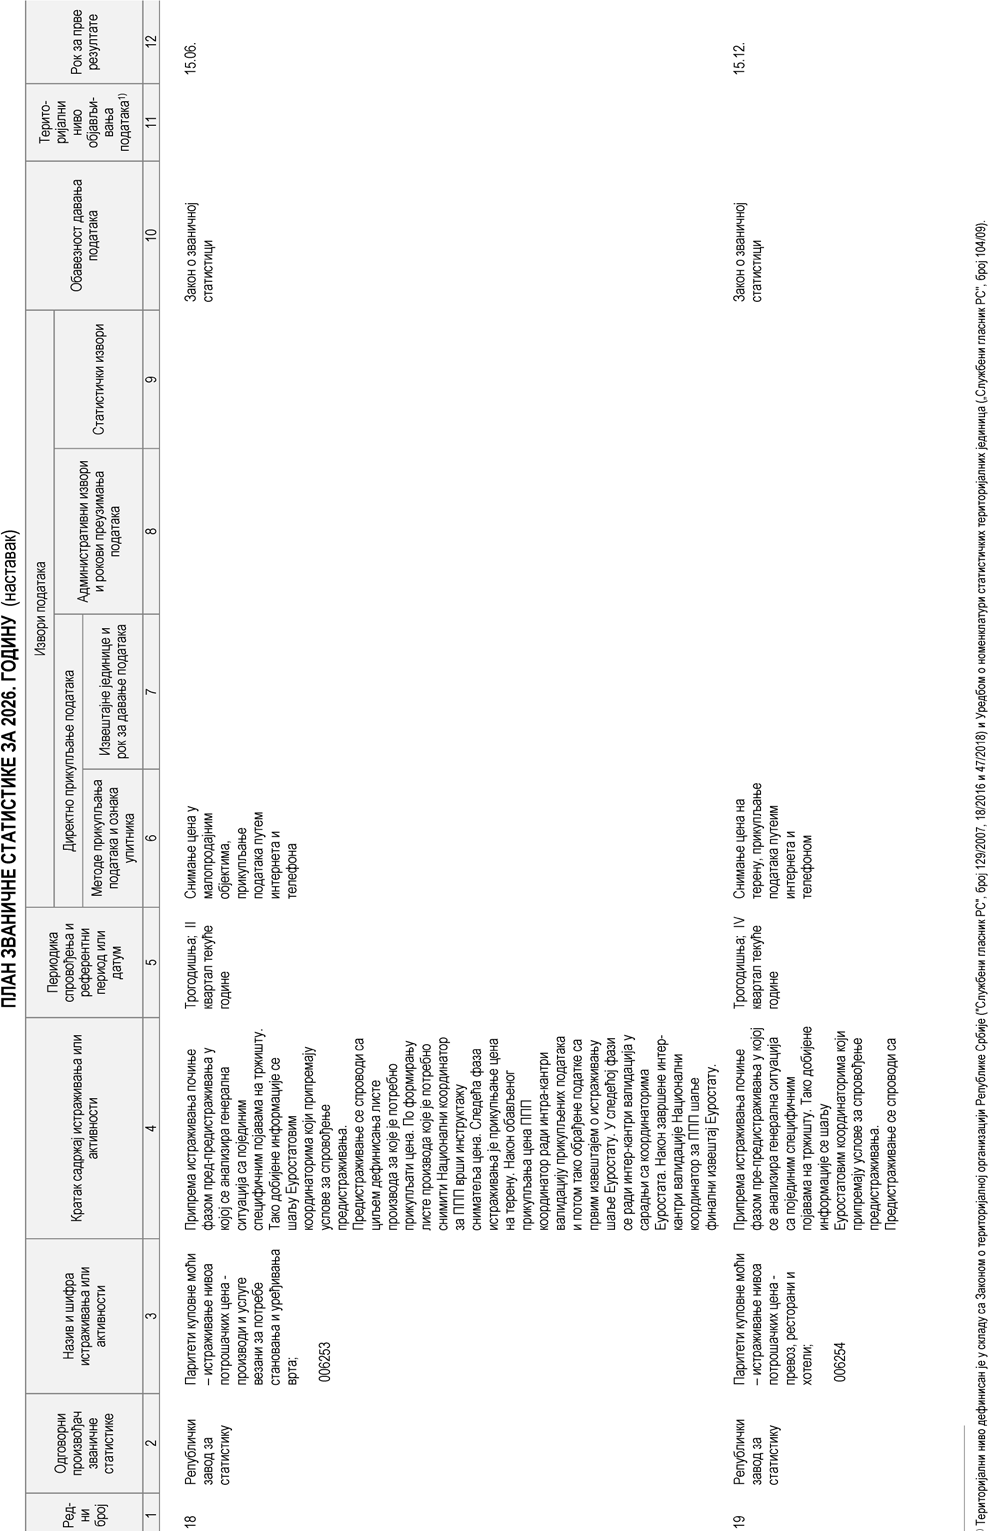 ПЛАН ЗВАНИЧНЕ СТАТИСТИКЕ ЗА 2026. ГОДИНУ (наставак)
Ред-
ни
број
Одговорни
произвођач
званичне
статистике
Назив и шифра
истраживања или
активности
Кратак садржај истраживања или
активности
Периодика
спровођења и
референтни
период или
датум
Извори података
Директно прикупљање података
Методе прикупљања
података и ознака
упитника
Извештајне јединице и
рок за давање података
Административни извори
и рокови преузимања
података
Статистички извори
Обавезност давања
података
Терито-
ријални
ниво
објављи-
вања
података1)
Рок за прве
резултате
1 2 3 4 5 6 7 8 9 10 11 12
18
Републички
завод за
статистику
Паритети куповне моћи
– истраживање нивоа
потрошачких цена -
производи и услуге
везани за потребе
становања и уређивања
врта;
006253
Припрема истраживања почиње
фазом пред-предистраживања у
којој се анализира генерална
ситуација са појединим
специфичним појавама на тржишту.
Тако добијене информације се
шаљу Еуростатовим
координаторима који припремају
услове за спровођење
предистраживања.
Предистраживање се спроводи са
циљем дефинисања листе
производа за које је потребно
прикупљати цена. По формирању
листе производа које је потребно
снимити Национални координатор
за ППП врши инструктажу
сниматеља цена. Следећа фаза
истраживања је прикупњање цена
на терену. Након обављеног
прикупљања цена ППП
координатор ради интра-кантри
валидацију прикупљених података
и потом тако обрађене податке са
првим извештајем о истраживању
шаље Еуростату. У следећој фази
се ради интер-кантри валидација у
сарадњи са координаторима
Еуростата. Након завршене интер-
кантри валидације Национални
координатор за ППП шаље
финални извештај Еуростату.
Трогодишња; II
квартал текуће
године
Снимање цена у
малопродајним
објектима,
прикупљање
података путем
интернета и
телефона
Закон о званичној
статистици
15.06.
19
Републички
завод за
статистику
Паритети куповне моћи
– истраживање нивоа
потрошачких цена -
превоз, ресторани и
хотели;
006254
Припрема истраживања почиње
фазом пре-предистраживања у којој
се анализира генерална ситуација
са појединим специфичним
појавама на тржишту. Тако добијене
информације се шаљу
Еуростатовим координаторима који
припремају услове за спровођење
предистраживања.
Предистраживање се спроводи са
Трогодишња; IV
квартал текуће
године
Снимање цена на
терену, прикупљање
података путеим
интернета и
телефоном
Закон о званичној
статистици
15.12.
) Територијални ниво дефинисан је у складу са Законом о територијалној организацији Републике Србије ("Службени гласник РС", број 129/2007, 18/2016 и 47/2018) и Уредбом о номенклатури статистичких територијалних јединица („Службени гласник РС", број 104/09).